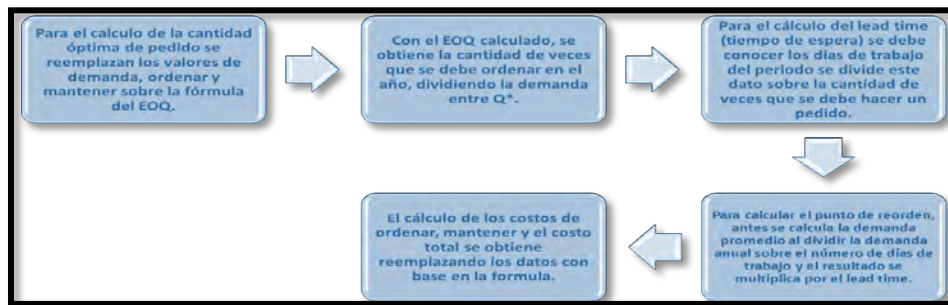 Para el calculo de la cantidad
óptima de pedido se
reemplazan los valores de
demanda, ordenar y
mantener sobre la fórmula
del EOQ.
Con el EOQ calculado, se
obtiene la cantidad de veces
que se debe ordenar en el
año, dividiendo la demanda
entre Q*.
Para el cálculo del lead time
(tiempo de espera) se debe
conocer los días de trabajo
del periodo se divide este
dato sobre la cantidad de
veces que se debe hacer un
pedido.
Para calcular el punto de reorden,
antes se calcula la demanda
promedio al dividir la demanda
anual sobre el número de días de
trabajo y el resultado se
multiplica por el lead time.
El cálculo de los costos de
ordenar, mantener y el costo
total se obtiene
reemplazando los datos con
base en la formula.